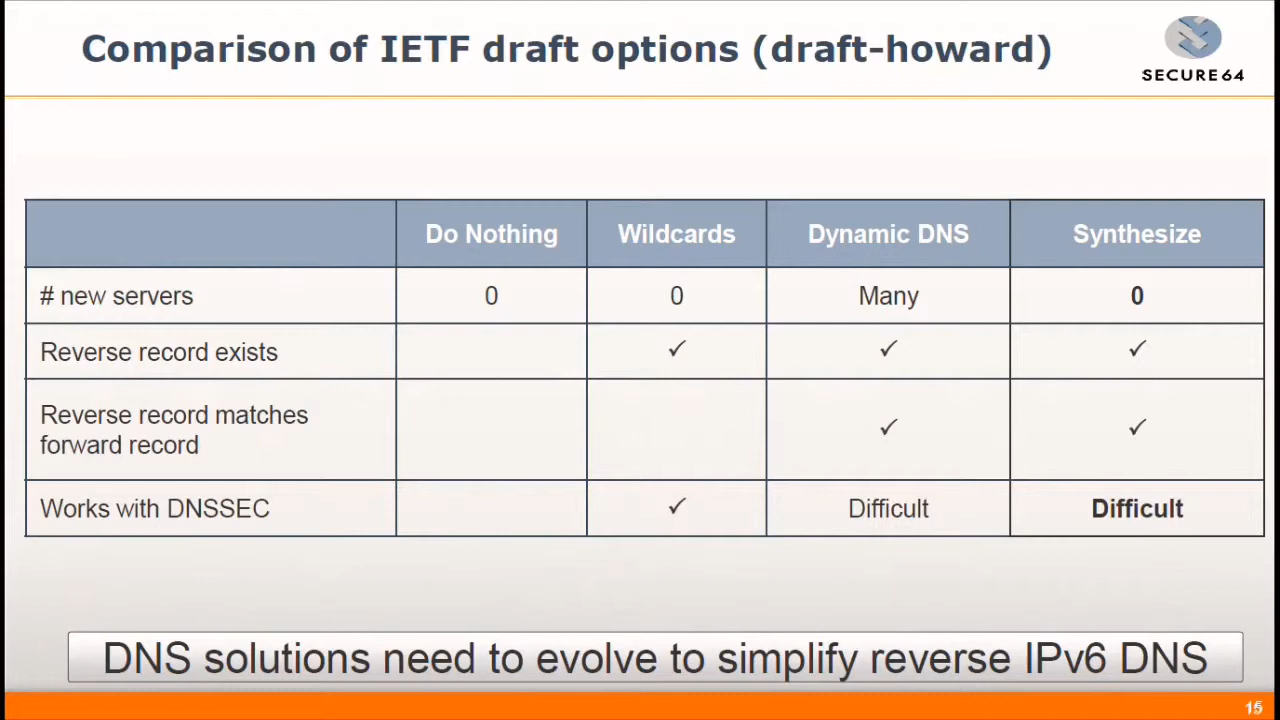 Comparison of IETF draft options (draft-howard)
SECURE64
Do Nothing Wildcards Dynamic DNS Synthesize
# new servers 0 0 Many 0
Reverse record exists ✓ ✓ ✓
Reverse record matches
forward record ✓ ✓
Works with DNSSEC ✓ Difficult Difficult
DNS solutions need to evolve to simplify reverse IPv6 DNS
15